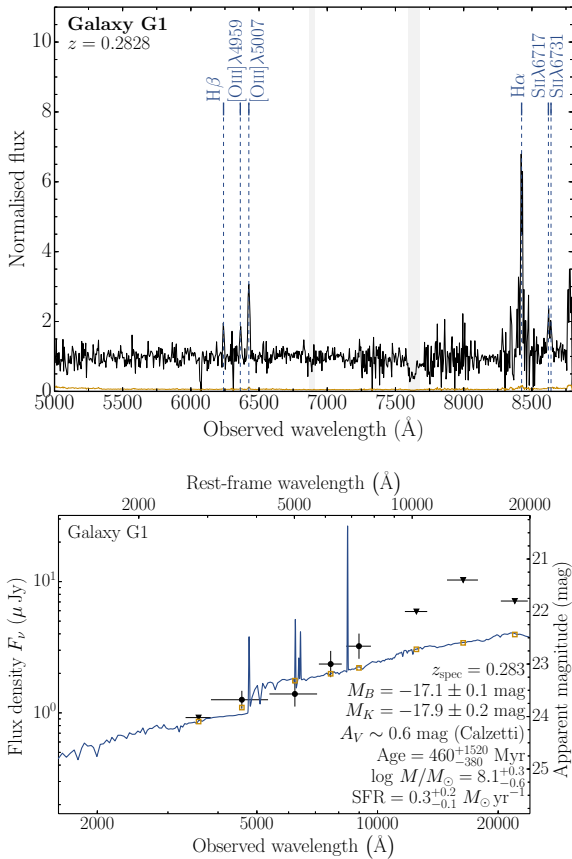 Galaxy G1
z = 0.2828
Hβ
[OIII]λ4959
[OIII]λ5007
Hα
SIIλ6717
SIIλ6731
Normalised flux
10
8
6
4
2
0
5000 5500 6000 6500 7000 7500 8000 8500
Observed wavelength (Å)
Rest-frame wavelength (Å)
2000 5000 10000 20000
Galaxy G1
Flux density Fν (μJy)
10¹
10⁰
21
22
23
24
25
Apparent magnitude (mag)
z_spec = 0.283
M_B = −17.1 ± 0.1 mag
M_K = −17.9 ± 0.2 mag
A_V ∼ 0.6 mag (Calzetti)
Age = 460^{+1520}_{−380} Myr
log M/M⊙ = 8.1^{+0.3}_{−0.6}
SFR = 0.3^{+0.2}_{−0.1} M⊙ yr⁻¹
2000 5000 10000 20000
Observed wavelength (Å)